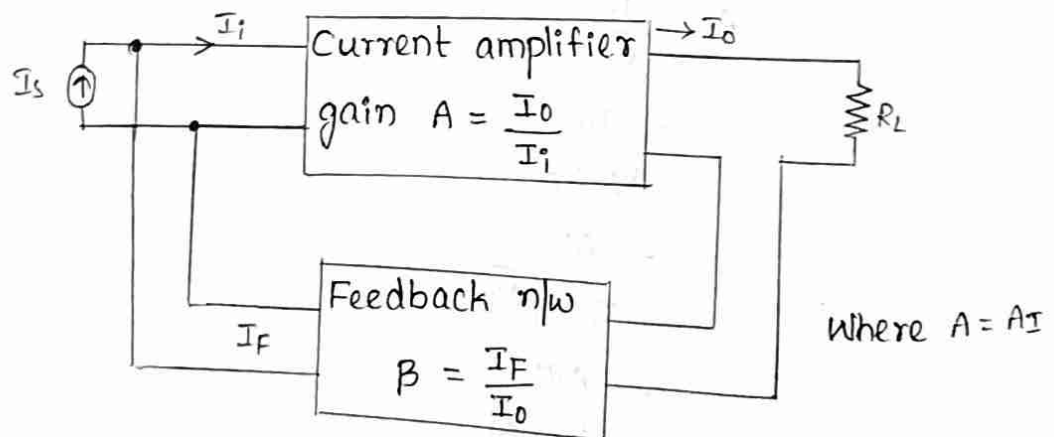 Ii
→ Io
Is
Current amplifier
gain A = Io/Ii
RL
Feedback n/w
IF
β = IF/Io
Where A = AI